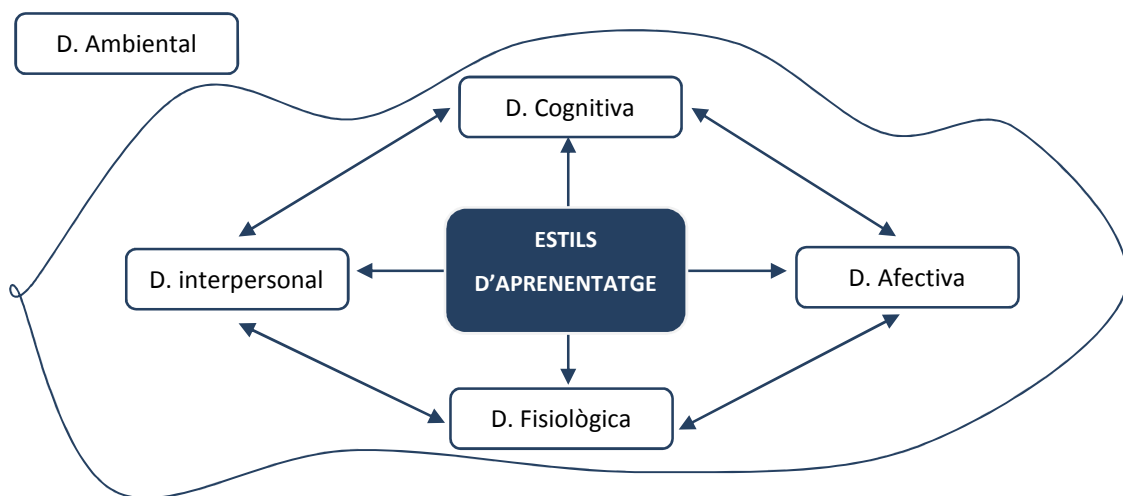 D. Ambiental
D. Cognitiva
ESTILS
D’APRENENTATGE
D. interpersonal
D. Afectiva
D. Fisiològica